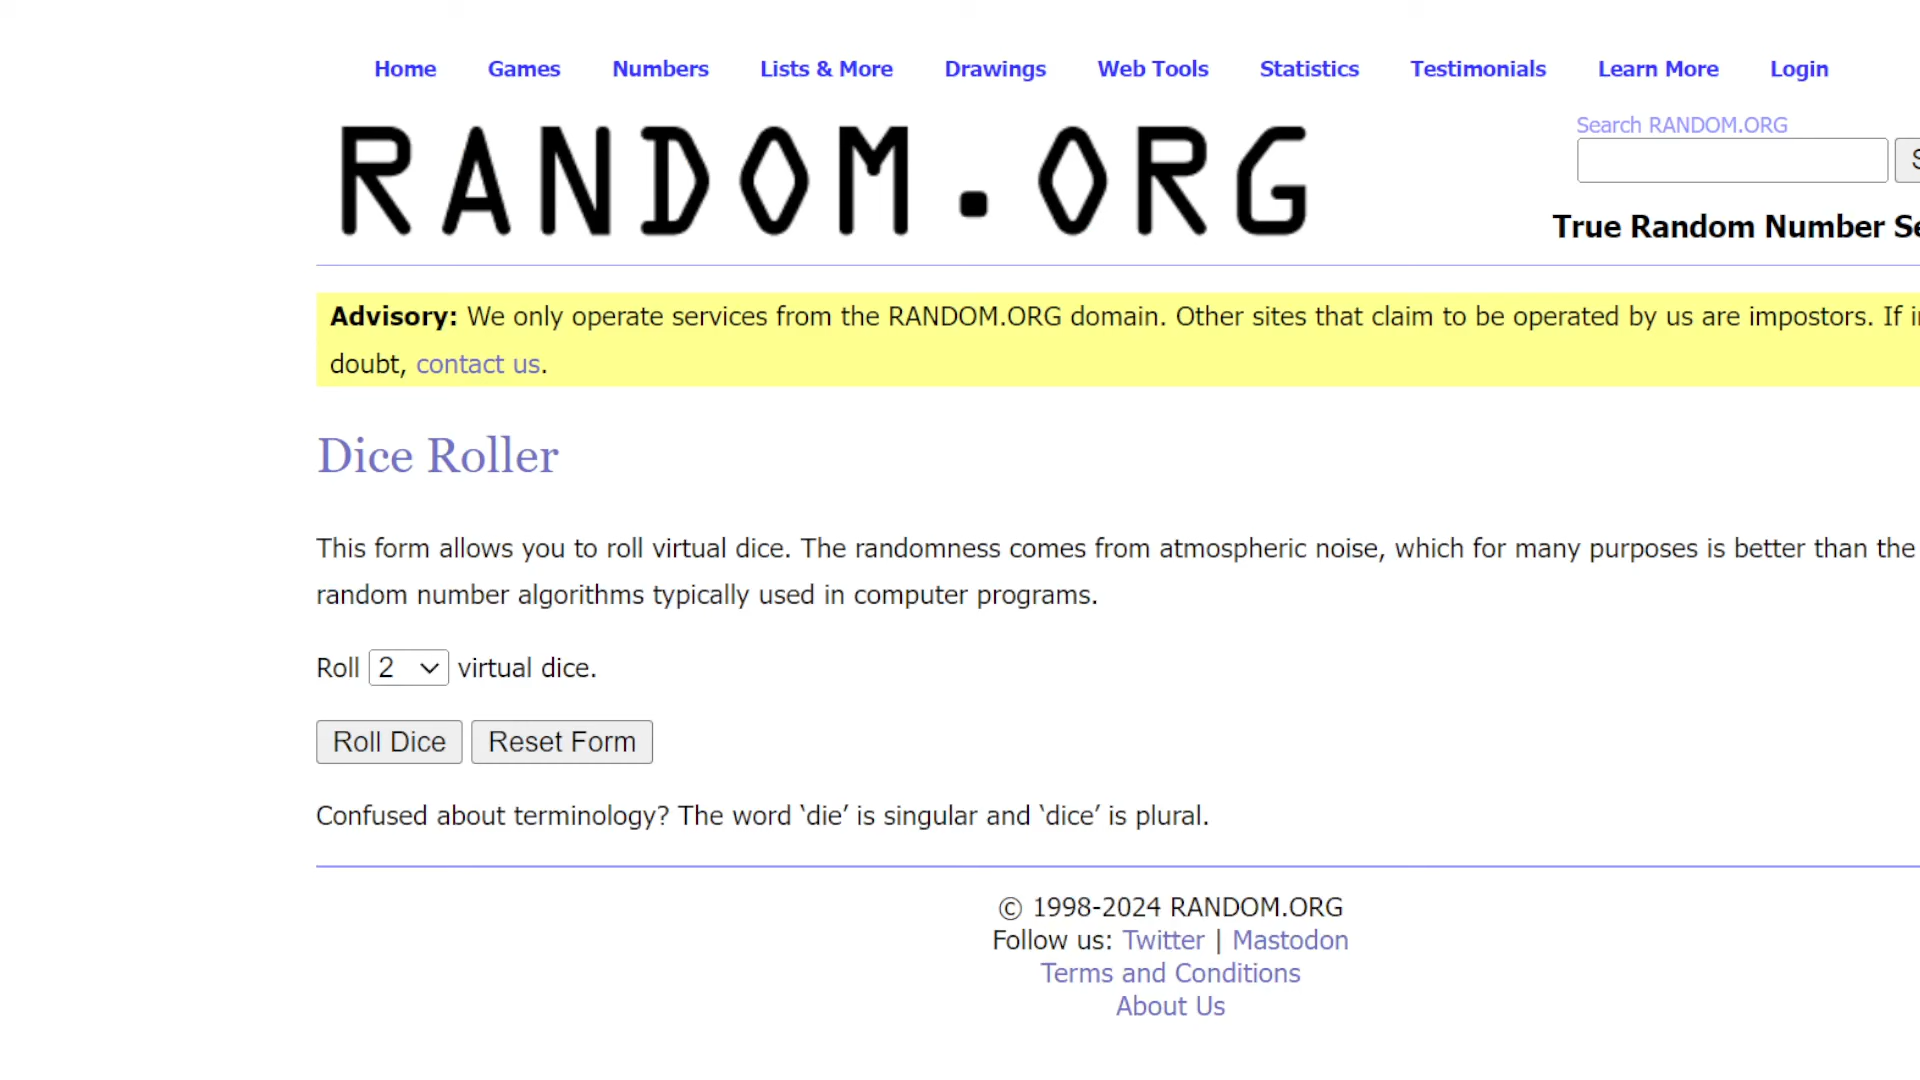 Home Games Numbers Lists & More Drawings Web Tools Statistics Testimonials Learn More Login
RANDOM.ORG
Search RANDOM.ORG
True Random Number Se
Advisory: We only operate services from the RANDOM.ORG domain. Other sites that claim to be operated by us are impostors. If i
doubt, contact us.
Dice Roller
This form allows you to roll virtual dice. The randomness comes from atmospheric noise, which for many purposes is better than the
random number algorithms typically used in computer programs.
Roll 2 virtual dice.
Roll Dice Reset Form
Confused about terminology? The word ‘die’ is singular and ‘dice’ is plural.
© 1998-2024 RANDOM.ORG
Follow us: Twitter | Mastodon
Terms and Conditions
About Us